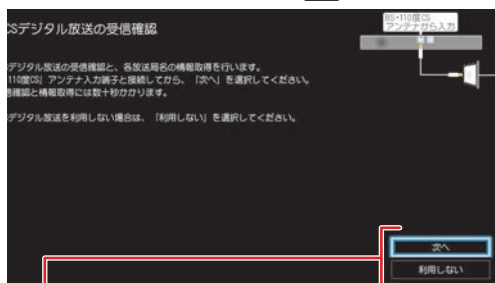 CSデジタル放送の受信確認
BS・110度CS
アンテナから入力
デジタル放送の受信確認と、各放送局名の情報取得を行います。
110度CS」アンテナ入力端子と接続してから、「次へ」を選択してください。
確認と情報取得には数十秒かかります。
デジタル放送を利用しない場合は、「利用しない」を選択してください。
次へ
利用しない